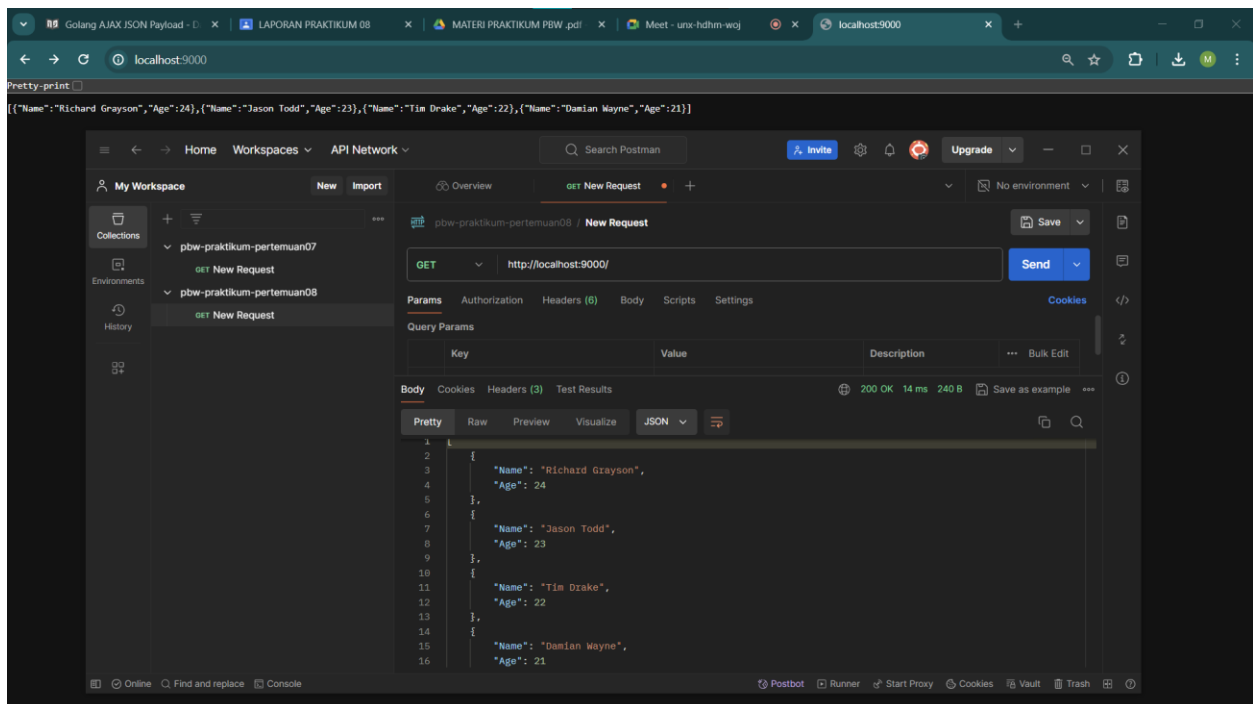 Golang AJAX JSON Payload - D LAPORAN PRAKTIKUM 08 MATERI PRAKTIKUM PBW .pdf Meet - unx-hdhm-woj localhost:9000
localhost:9000 M
Pretty-print
[{"Name":"Richard Grayson","Age":24},{"Name":"Jason Todd","Age":23},{"Name":"Tim Drake","Age":22},{"Name":"Damian Wayne","Age":21}]
Home Workspaces API Network Search Postman Invite Upgrade
My Workspace New Import Overview GET New Request No environment
Collections
pbw-praktikum-pertemuan08 / New Request Save
pbw-praktikum-pertemuan07
GET New Request
GET http://localhost:9000/ Send
Environments
pbw-praktikum-pertemuan08
GET New Request
Params Authorization Headers (6) Body Scripts Settings Cookies
History
Query Params
Key Value Description Bulk Edit
Body Cookies Headers (3) Test Results 200 OK 14 ms 240 B Save as example
Pretty Raw Preview Visualize JSON
1 [
2 {
3 "Name": "Richard Grayson",
4 "Age": 24
5 },
6 {
7 "Name": "Jason Todd",
8 "Age": 23
9 },
10 {
11 "Name": "Tim Drake",
12 "Age": 22
13 },
14 {
15 "Name": "Damian Wayne",
16 "Age": 21
Online Find and replace Console Postbot Runner Start Proxy Cookies Vault Trash